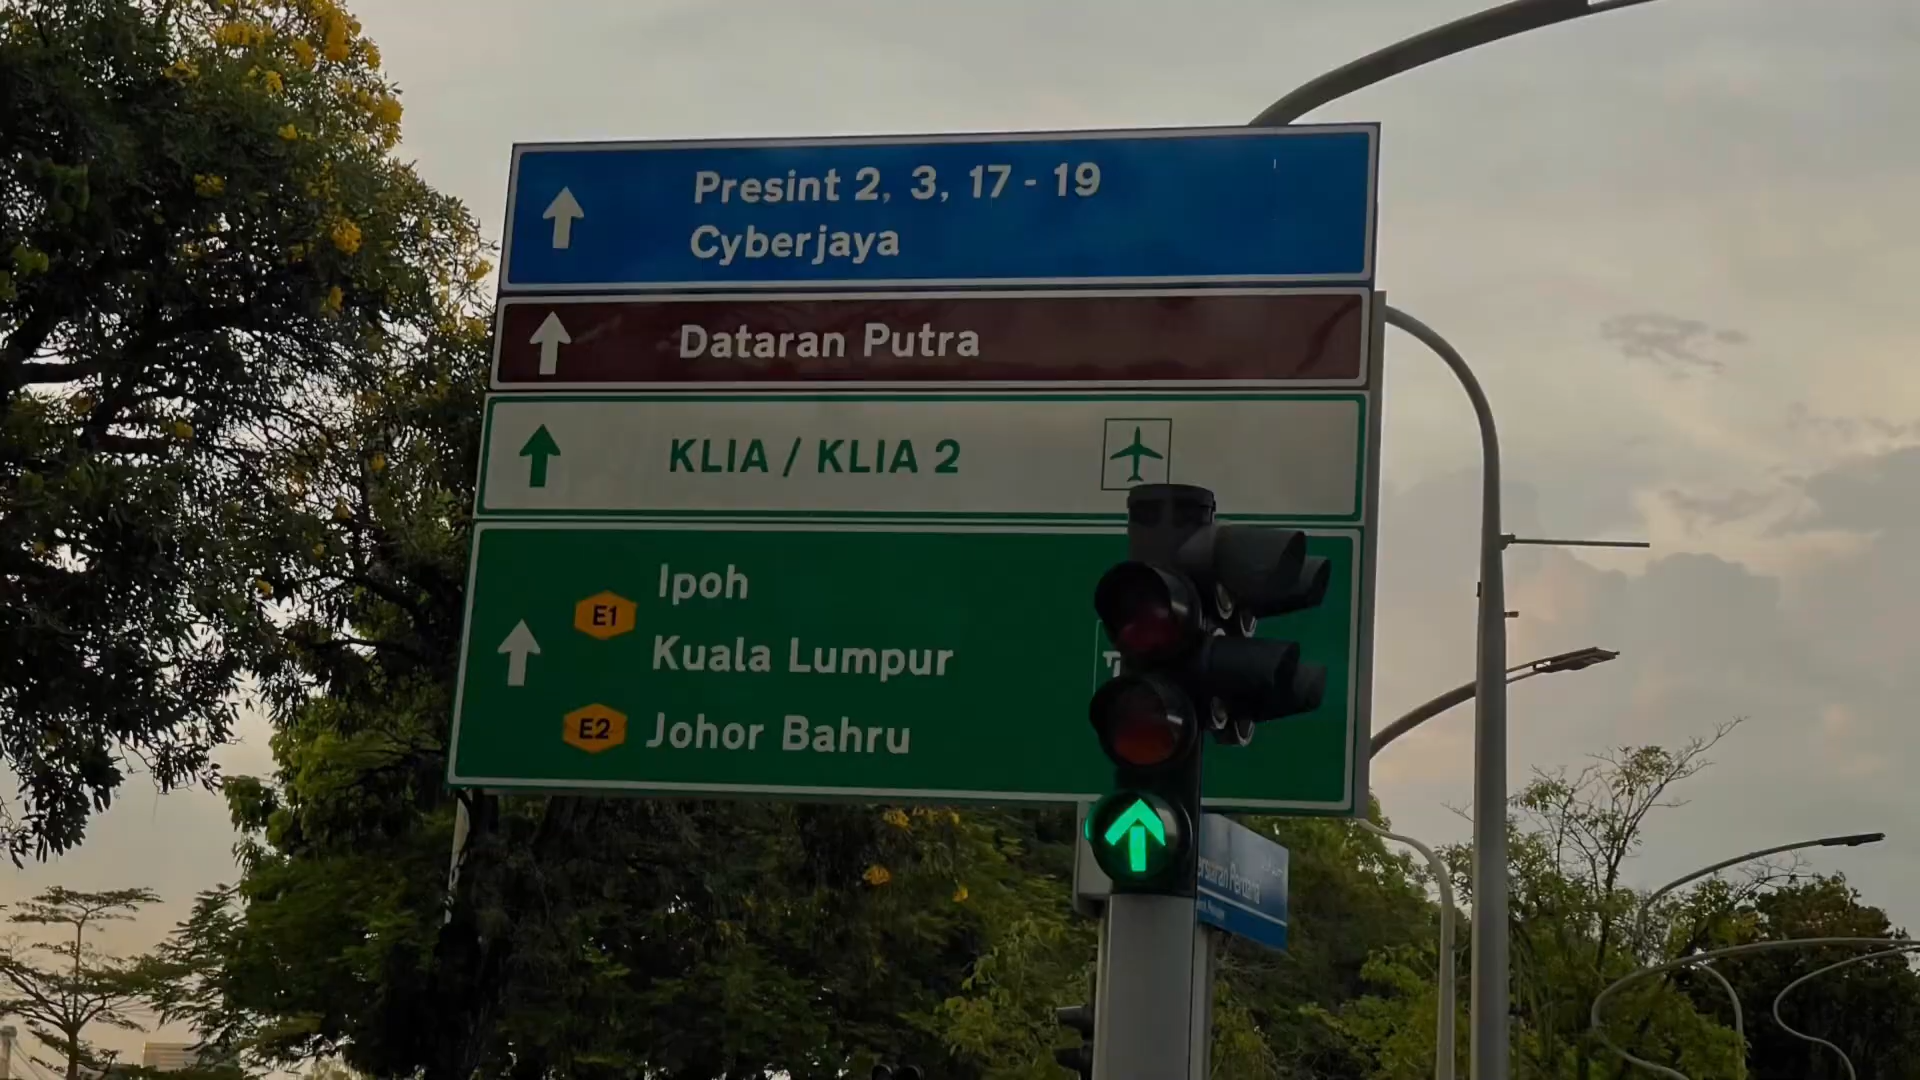 Presint 2, 3, 17 - 19
Cyberjaya
Dataran Putra
KLIA / KLIA 2
Ipoh
E1
Kuala Lumpur
E2 Johor Bahru